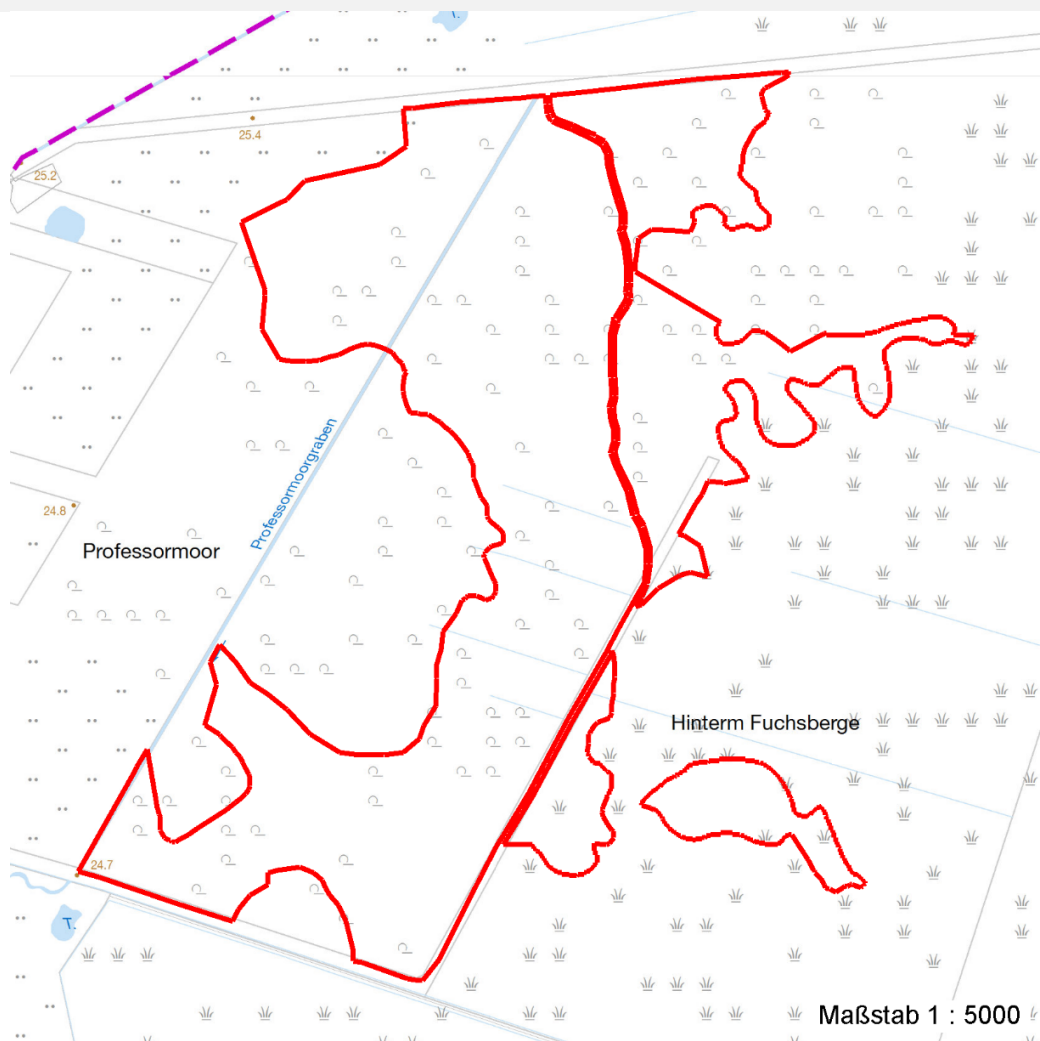 T.
25.4
25.2
Professormoorgraben
24.8
Professormoor
Hinterm Fuchsberge
24.7
T.
Maßstab 1 : 5000